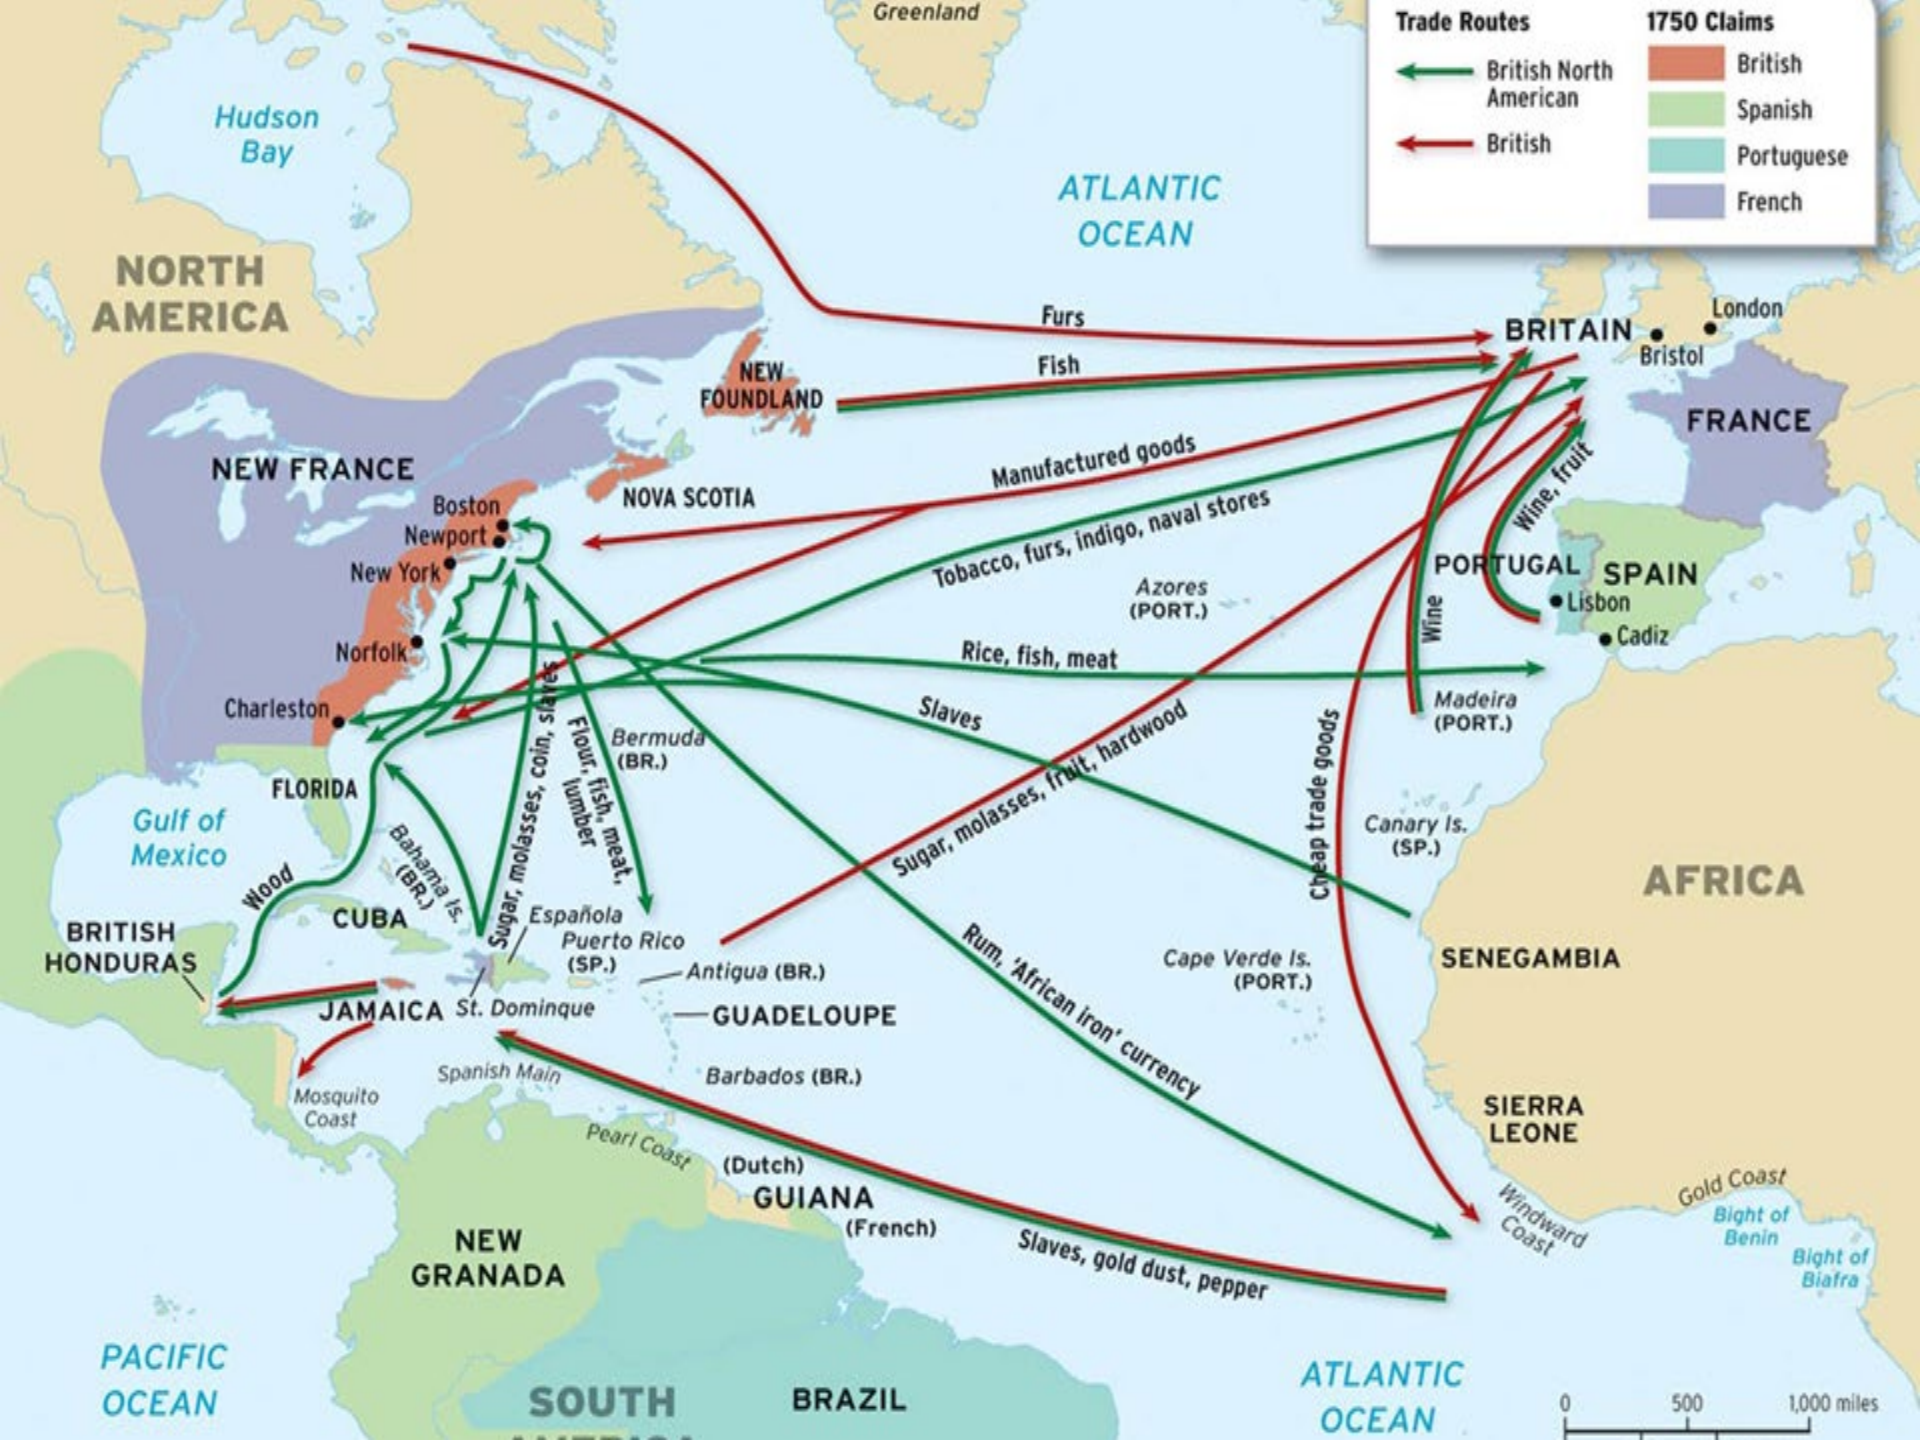 Greenland
Trade Routes
1750 Claims
British North
American
British
British
Spanish
Portuguese
French
Hudson
Bay
ATLANTIC
OCEAN
NORTH
AMERICA
Furs
BRITAIN
London
Bristol
Fish
NEW
FOUNDLAND
FRANCE
NEW FRANCE
Manufactured goods
Wine, fruit
NOVA SCOTIA
Boston
Newport
New York
Tobacco, furs, indigo, naval stores
Azores
(PORT.)
PORTUGAL
SPAIN
Lisbon
Cadiz
Wine
Norfolk
Rice, fish, meat
Charleston
Slaves
Madeira
(PORT.)
Bermuda
(BR.)
Sugar, molasses, coin, slaves
Flour, fish, meat,
lumber
Sugar, molasses, fruit, hardwood
Cheap trade goods
FLORIDA
Gulf of
Mexico
Bahama Is.
(BR.)
Canary Is.
(SP.)
AFRICA
Wood
CUBA
Española
Puerto Rico
(SP.)
BRITISH
HONDURAS
Antigua (BR.)
Rum, ‘African iron’ currency
Cape Verde Is.
(PORT.)
SENEGAMBIA
JAMAICA
St. Dominque
GUADELOUPE
Spanish Main
Barbados (BR.)
Mosquito
Coast
SIERRA
LEONE
Pearl Coast
(Dutch)
GUIANA
(French)
Windward
Coast
Gold Coast
Bight of
Benin
Bight of
Biafra
NEW
GRANADA
Slaves, gold dust, pepper
PACIFIC
OCEAN
SOUTH
AMERICA
BRAZIL
ATLANTIC
OCEAN
0 500 1,000 miles